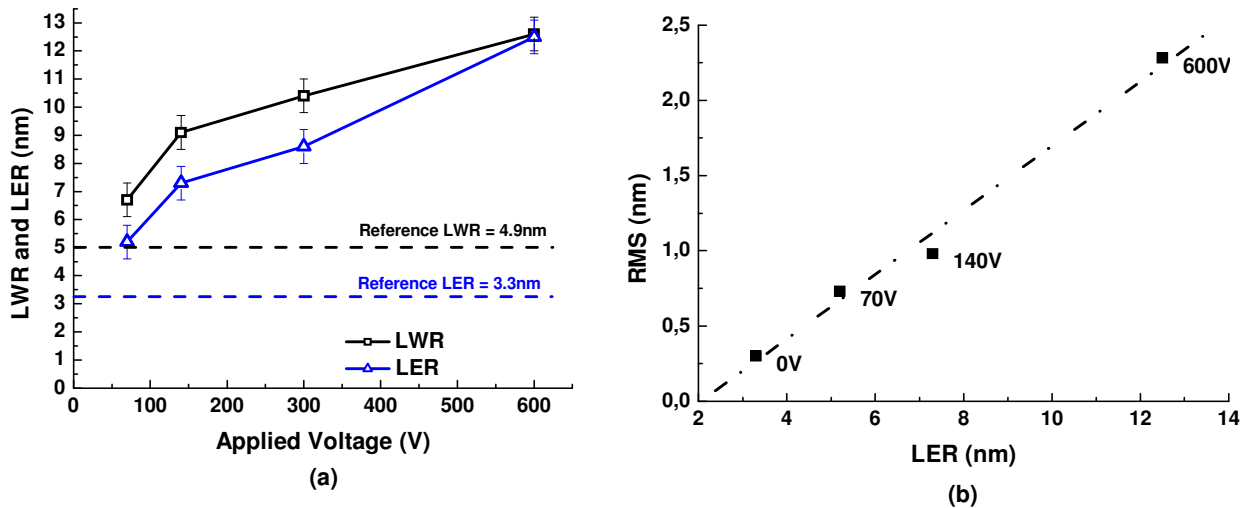 13
12
11
10
9
8
7
6
5
4
3
2
1
0
LWR and LER (nm)
Reference LWR = 4.9nm
Reference LER = 3.3nm
LWR
LER
0 100 200 300 400 500 600
Applied Voltage (V)
(a)
2,5
2,0
1,5
1,0
0,5
0,0
RMS (nm)
600V
140V
70V
0V
2 4 6 8 10 12 14
LER (nm)
(b)